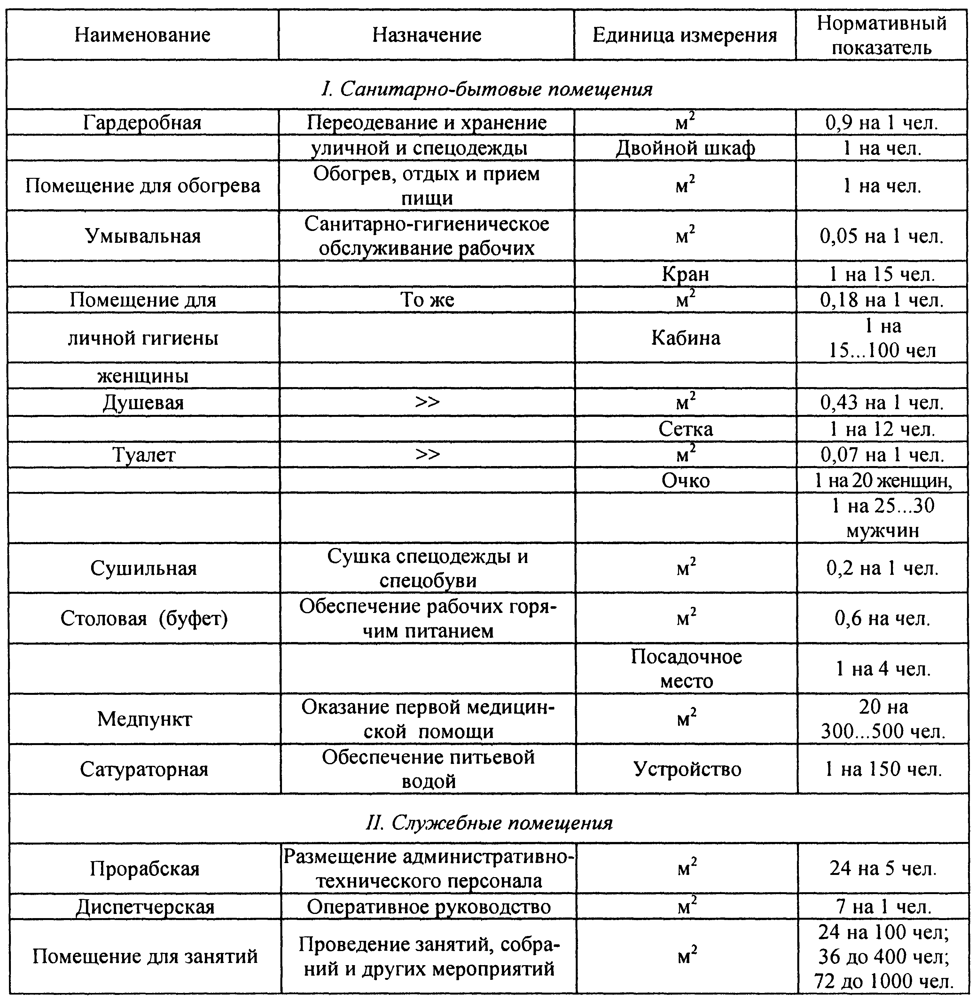 Наименование
Назначение
Единица измерения
Нормативный
показатель
I. Санитарно-бытовые помещения
Гардеробная
Переодевание и хранение
м²
0,9 на 1 чел.
уличной и спецодежды
Двойной шкаф
1 на чел.
Помещение для обогрева
Обогрев, отдых и прием
пищи
м²
1 на чел.
Умывальная
Санитарно-гигиеническое
обслуживание рабочих
м²
0,05 на 1 чел.
Кран
1 на 15 чел.
Помещение для
То же
м²
0,18 на 1 чел.
личной гигиены
Кабина
1 на
15...100 чел
женщины
Душевая
>>
м²
0,43 на 1 чел.
Сетка
1 на 12 чел.
Туалет
>>
м²
0,07 на 1 чел.
Очко
1 на 20 женщин,
1 на 25...30
мужчин
Сушильная
Сушка спецодежды и
спецобуви
м²
0,2 на 1 чел.
Столовая (буфет)
Обеспечение рабочих горя-
чим питанием
м²
0,6 на чел.
Посадочное
место
1 на 4 чел.
Медпункт
Оказание первой медицин-
ской помощи
м²
20 на
300...500 чел.
Сатураторная
Обеспечение питьевой
водой
Устройство
1 на 150 чел.
II. Служебные помещения
Прорабская
Размещение административно-
технического персонала
м²
24 на 5 чел.
Диспетчерская
Оперативное руководство
м²
7 на 1 чел.
Помещение для занятий
Проведение занятий, собра-
ний и других мероприятий
м²
24 на 100 чел;
36 до 400 чел;
72 до 1000 чел.